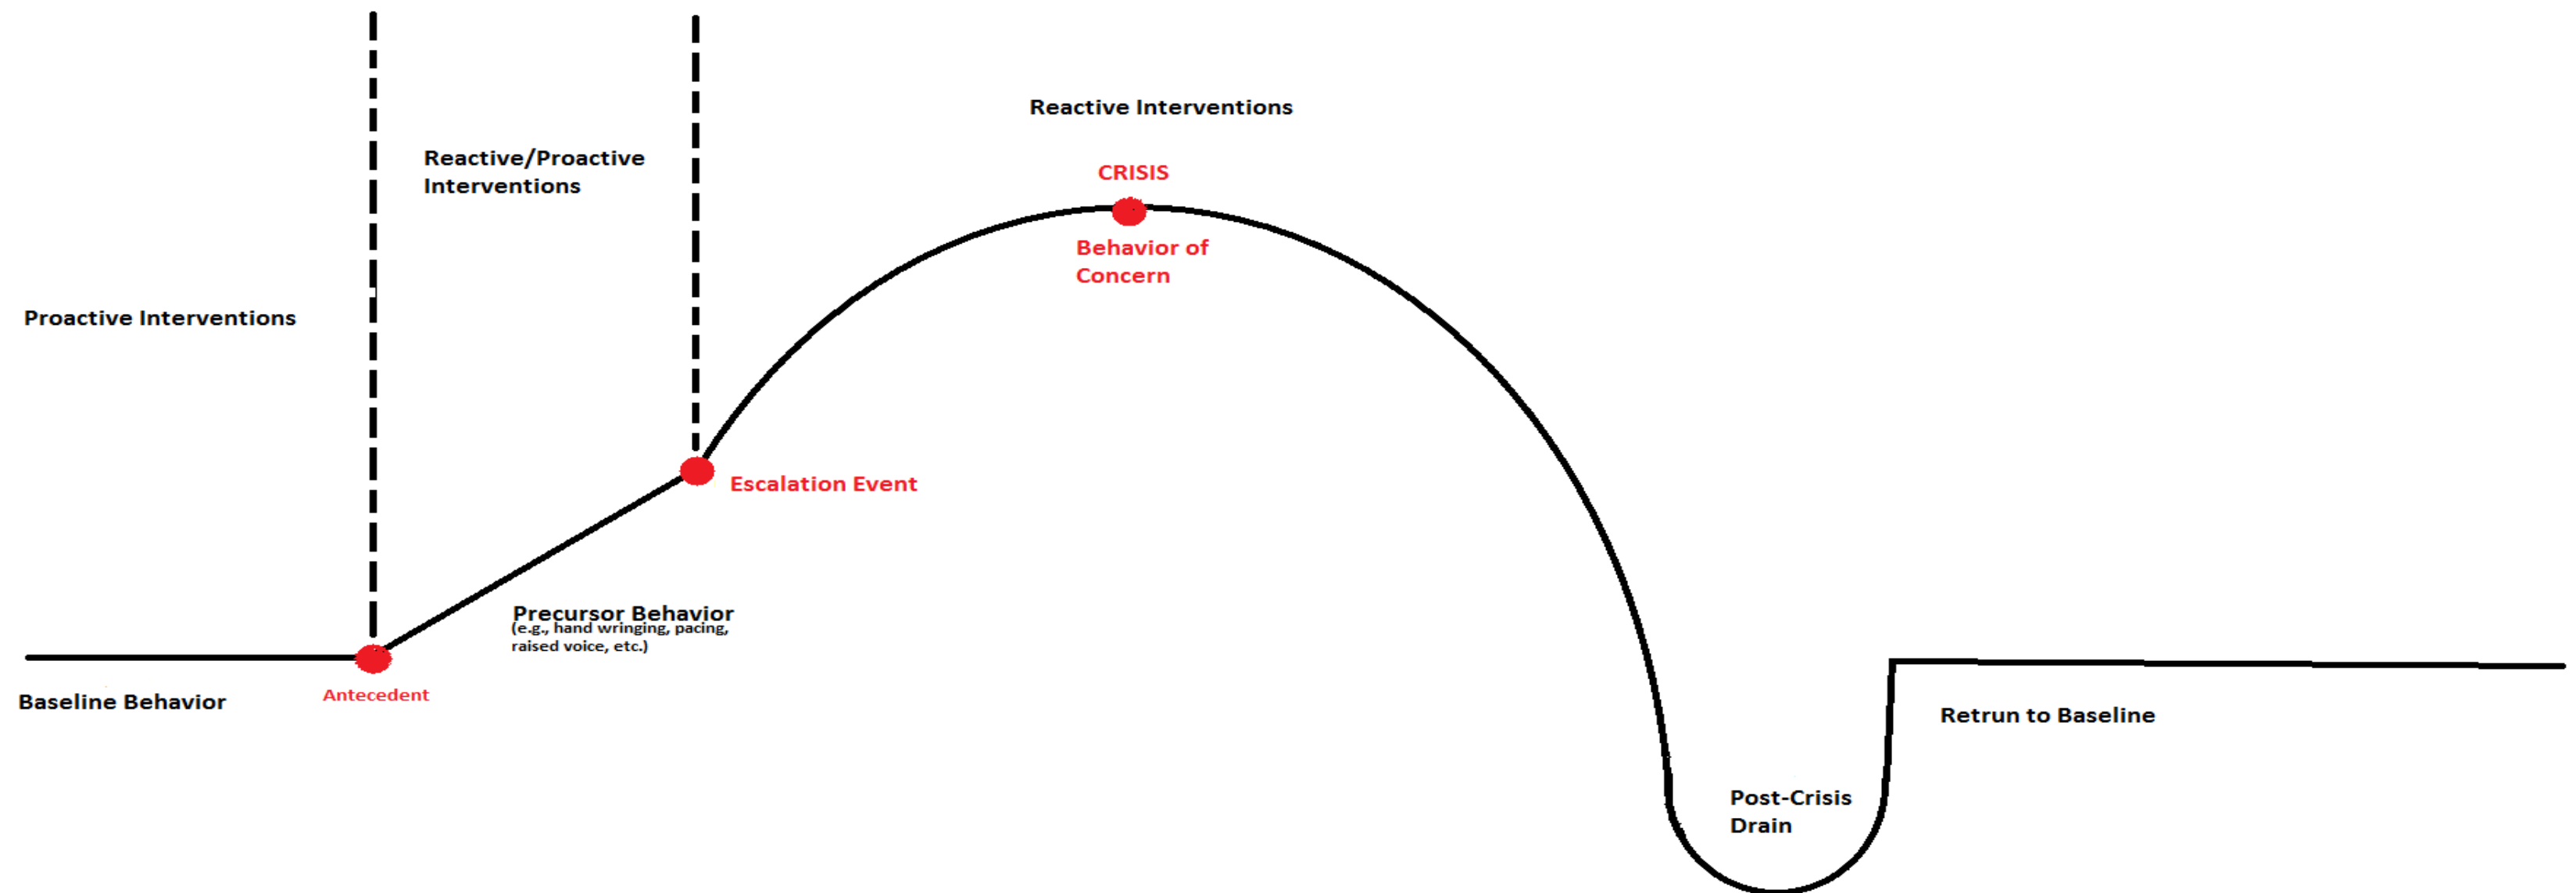 Reactive Interventions
Reactive/Proactive
Interventions
CRISIS
Behavior of
Concern
Proactive Interventions
Escalation Event
Precursor Behavior
(e.g., hand wringing, pacing,
raised voice, etc.)
Baseline Behavior
Antecedent
Retrun to Baseline
Post-Crisis
Drain